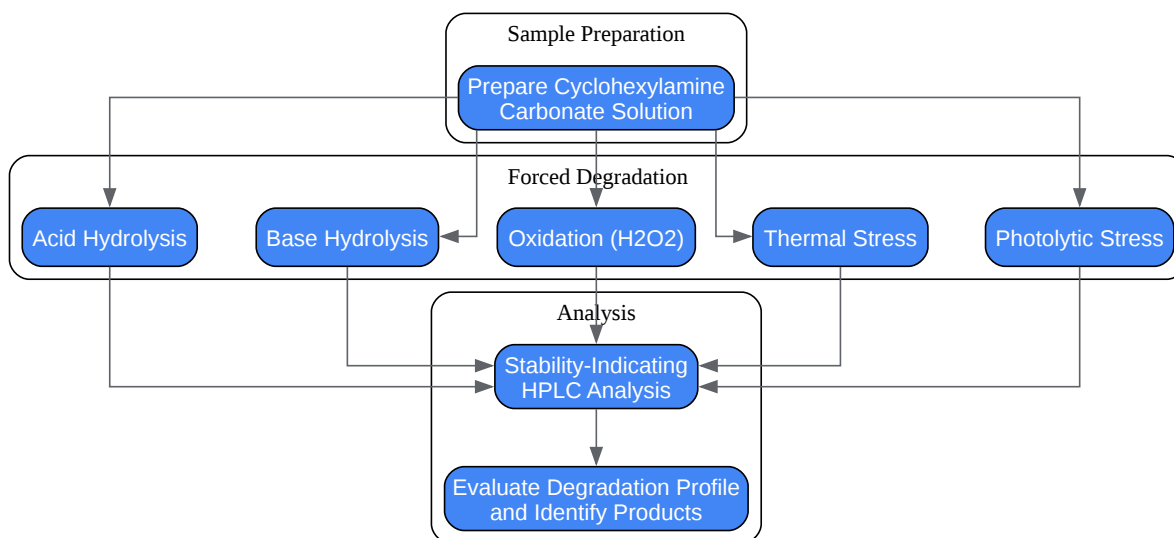 Sample Preparation
Prepare Cyclohexylamine
Carbonate Solution
Forced Degradation
Acid Hydrolysis
Base Hydrolysis
Oxidation (H2O2)
Thermal Stress
Photolytic Stress
Analysis
Stability-Indicating
HPLC Analysis
Evaluate Degradation Profile
and Identify Products